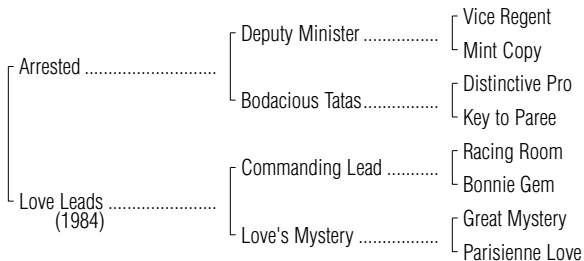 Vice Regent
Deputy Minister .................
Mint Copy
Arrested .............................
Distinctive Pro
Bodacious Tatas.................
Key to Paree
Racing Room
Commanding Lead ...........
Bonnie Gem
Love Leads ........................
(1984)
Great Mystery
Love's Mystery .................
Parisienne Love